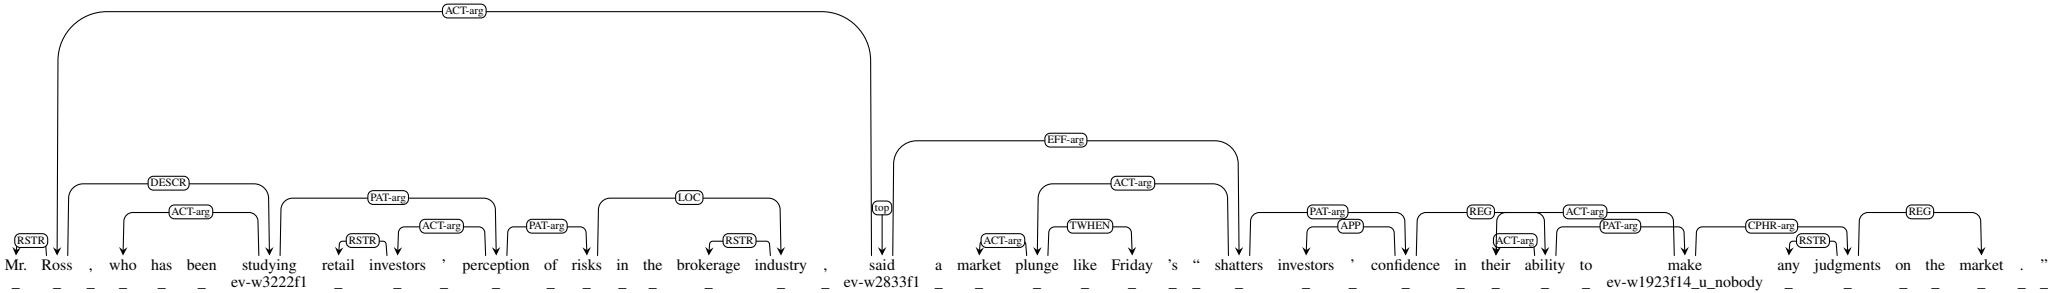 ACT-arg
EFF-arg
DESCR PAT-arg LOC top ACT-arg
ACT-arg PAT-arg REG ACT-arg REG
RSTR RSTR ACT-arg PAT-arg RSTR ACT-arg TWHEN APP ACT-arg PAT-arg CPHR-arg RSTR
Mr. Ross , who has been studying retail investors ’ perception of risks in the brokerage industry , said a market plunge like Friday ’s “ shatters investors ’ confidence in their ability to make any judgments on the market . ”
_ _ _ _ _ _ ev-w3222f1 _ _ _ _ _ _ _ _ _ _ _ ev-w2833f1 _ _ _ _ _ _ _ _ _ _ _ _ _ _ _ ev-w1923f14_u_nobody _ _ _ _ _ _ _